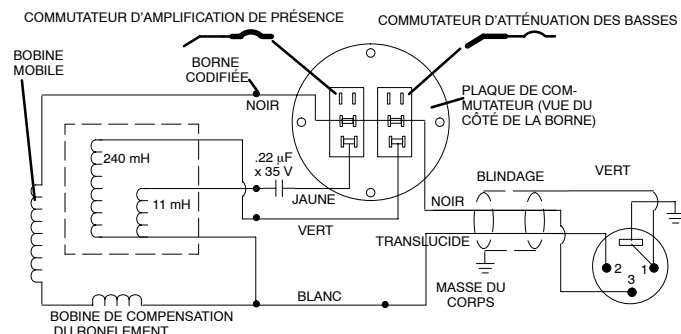 COMMUTATEUR D'AMPLIFICATION DE PRÉSENCE
COMMUTATEUR D'ATTÉNUATION DES BASSES
BOBINE
MOBILE
BORNE
CODIFIÉE
NOIR
PLAQUE DE COM-
MUTATEUR (VUE DU
CÔTÉ DE LA BORNE)
240 mH
.22 µF
x 35 V
11 mH
JAUNE
BLINDAGE
VERT
NOIR
VERT
TRANSLUCIDE
2
1
3
BLANC
MASSE DU
CORPS
BOBINE DE COMPENSATION
DU RONFLEMENT